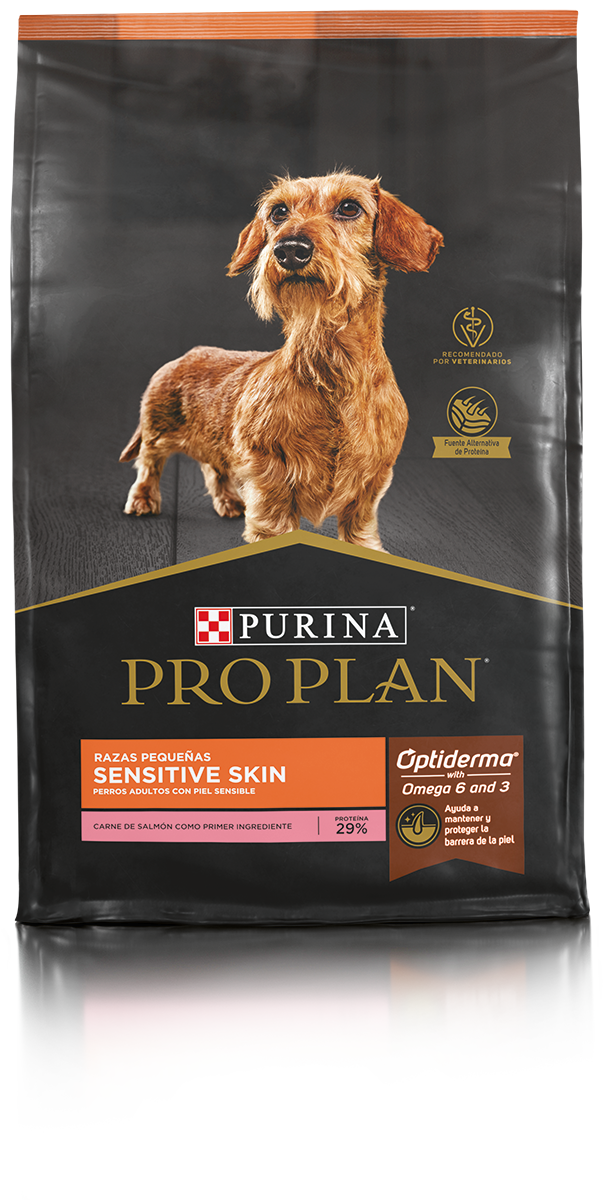 RECOMENDADO
POR VETERINARIOS
Fuente Alternativa
de Proteína
PURINA®
PRO PLAN®
RAZAS PEQUEÑAS
SENSITIVE SKIN
PERROS ADULTOS CON PIEL SENSIBLE
CARNE DE SALMÓN COMO PRIMER INGREDIENTE
PROTEÍNA
29%
Optiderma®
with
Omega 6 and 3
Ayuda a
mantener y
proteger la
barrera de la piel